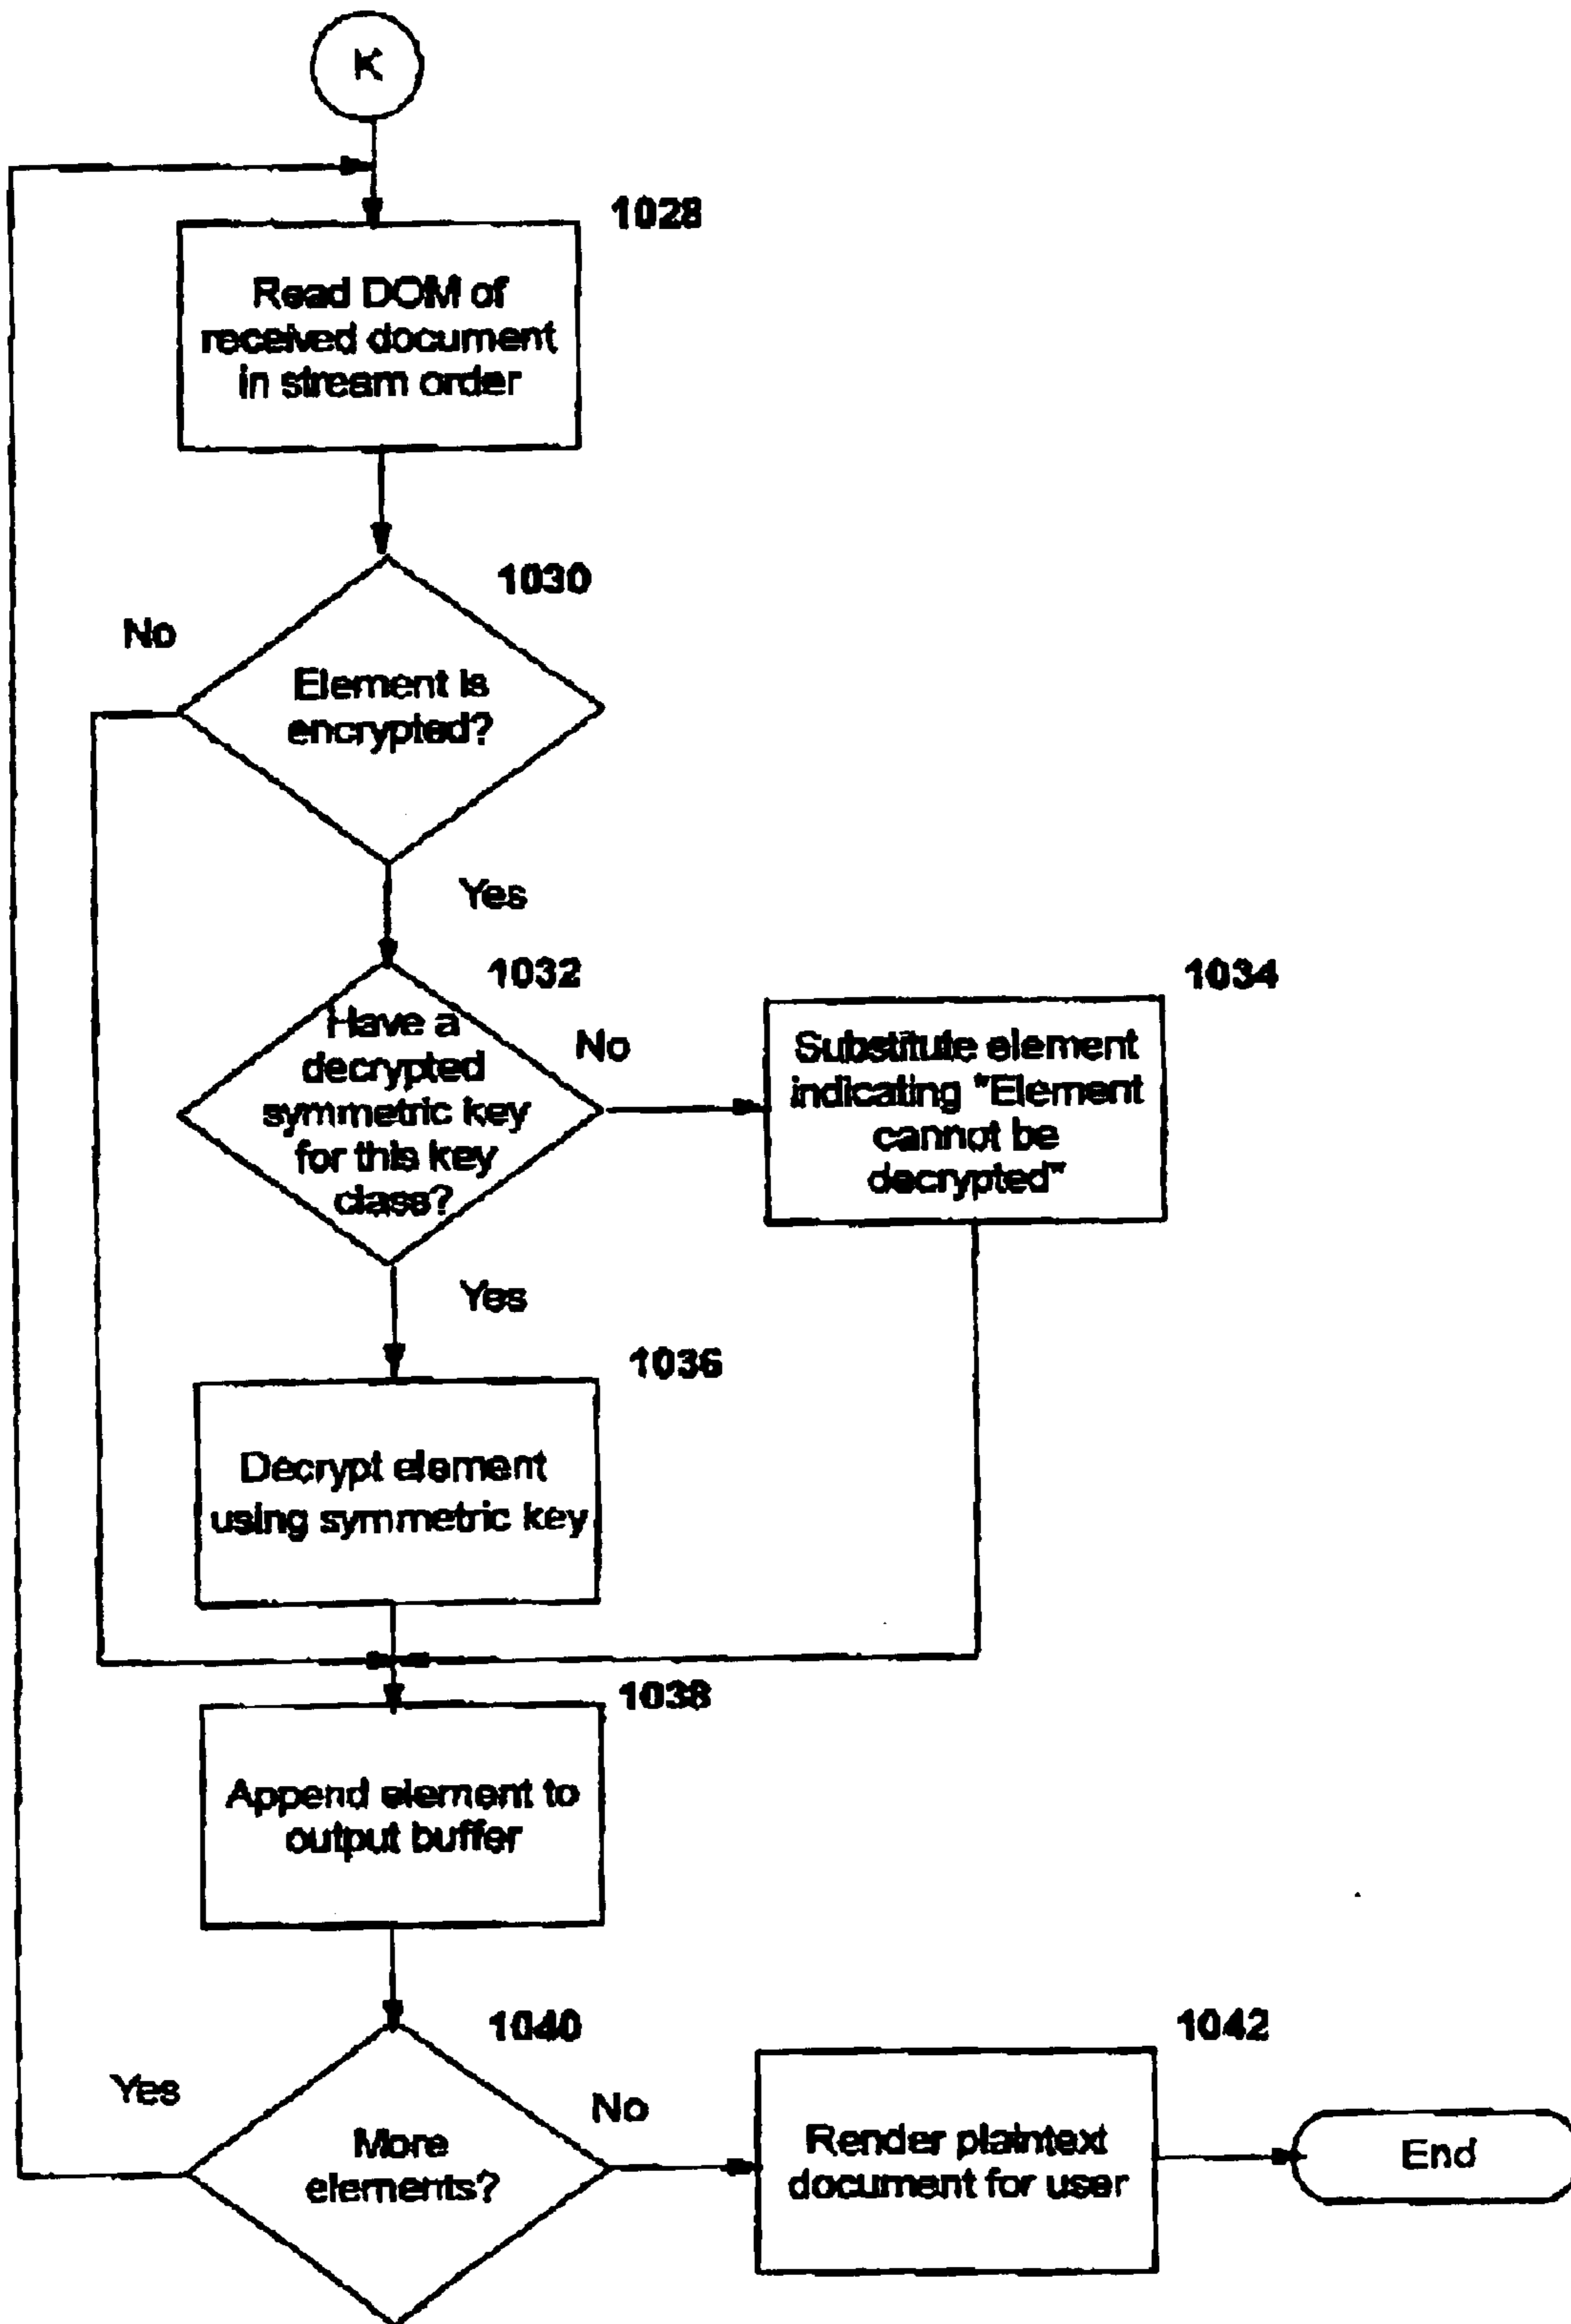 K
1028
Read DOM of
received document
in stream order
1030
No
Element is
encrypted?
Yes
1032
Have a
decrypted
symmetric key
for this key
class?
No
1034
Substitute element
indicating "Element
cannot be
decrypted"
Yes
1036
Decrypt element
using symmetric key
1038
Append element to
output buffer
1040
Yes
More
elements?
No
1042
Render plaintext
document for user
End